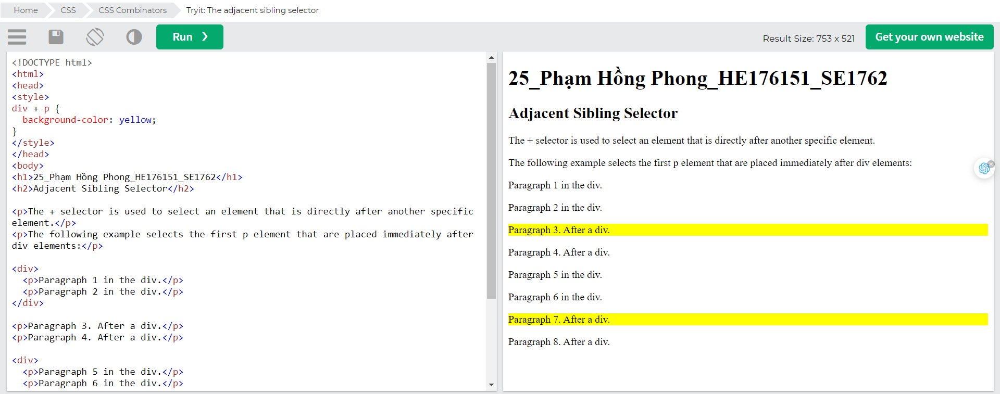 Home
CSS
CSS Combinators
Tryit: The adjacent sibling selector
Run ❯
Result Size: 753 x 521
Get your own website
<!DOCTYPE html>
<html>
<head>
<style>
div + p {
  background-color: yellow;
}
</style>
</head>
<body>
<h1>25_Phạm Hồng Phong_HE176151_SE1762</h1>
<h2>Adjacent Sibling Selector</h2>

<p>The + selector is used to select an element that is directly after another specific
element.</p>
<p>The following example selects the first p element that are placed immediately after
div elements:</p>

<div>
  <p>Paragraph 1 in the div.</p>
  <p>Paragraph 2 in the div.</p>
</div>

<p>Paragraph 3. After a div.</p>
<p>Paragraph 4. After a div.</p>

<div>
  <p>Paragraph 5 in the div.</p>
  <p>Paragraph 6 in the div.</p>
25_Phạm Hồng Phong_HE176151_SE1762
Adjacent Sibling Selector
The + selector is used to select an element that is directly after another specific element.
The following example selects the first p element that are placed immediately after div elements:
Paragraph 1 in the div.
Paragraph 2 in the div.
Paragraph 3. After a div.
Paragraph 4. After a div.
Paragraph 5 in the div.
Paragraph 6 in the div.
Paragraph 7. After a div.
Paragraph 8. After a div.